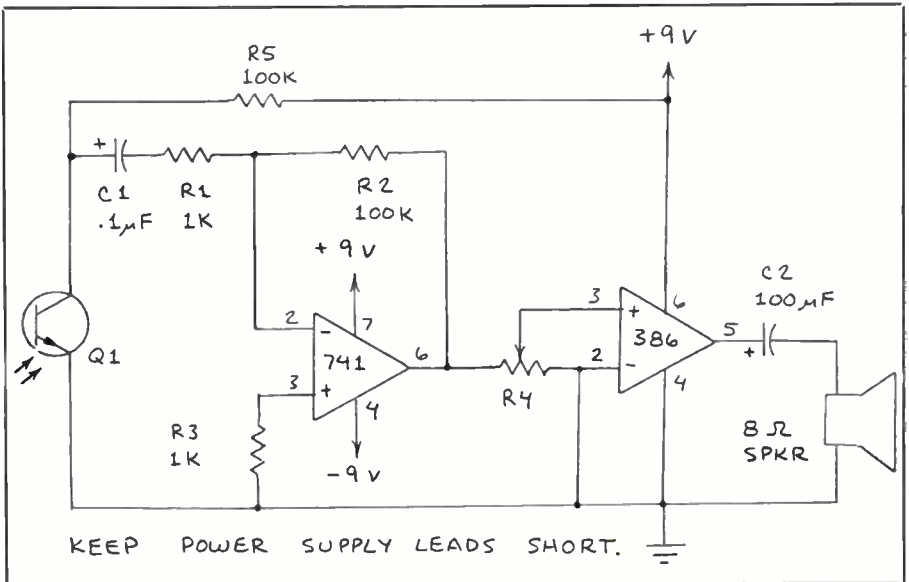 +9V
R5
100K
+
C1
.1µF
R1
1K
R2
100K
+9V
2
-
7
741
6
3
+
4
-9V
Q1
R3
1K
R4
3
+
6
386
5
2
-
4
C2
100µF
+
8Ω
SPKR
KEEP POWER SUPPLY LEADS SHORT.